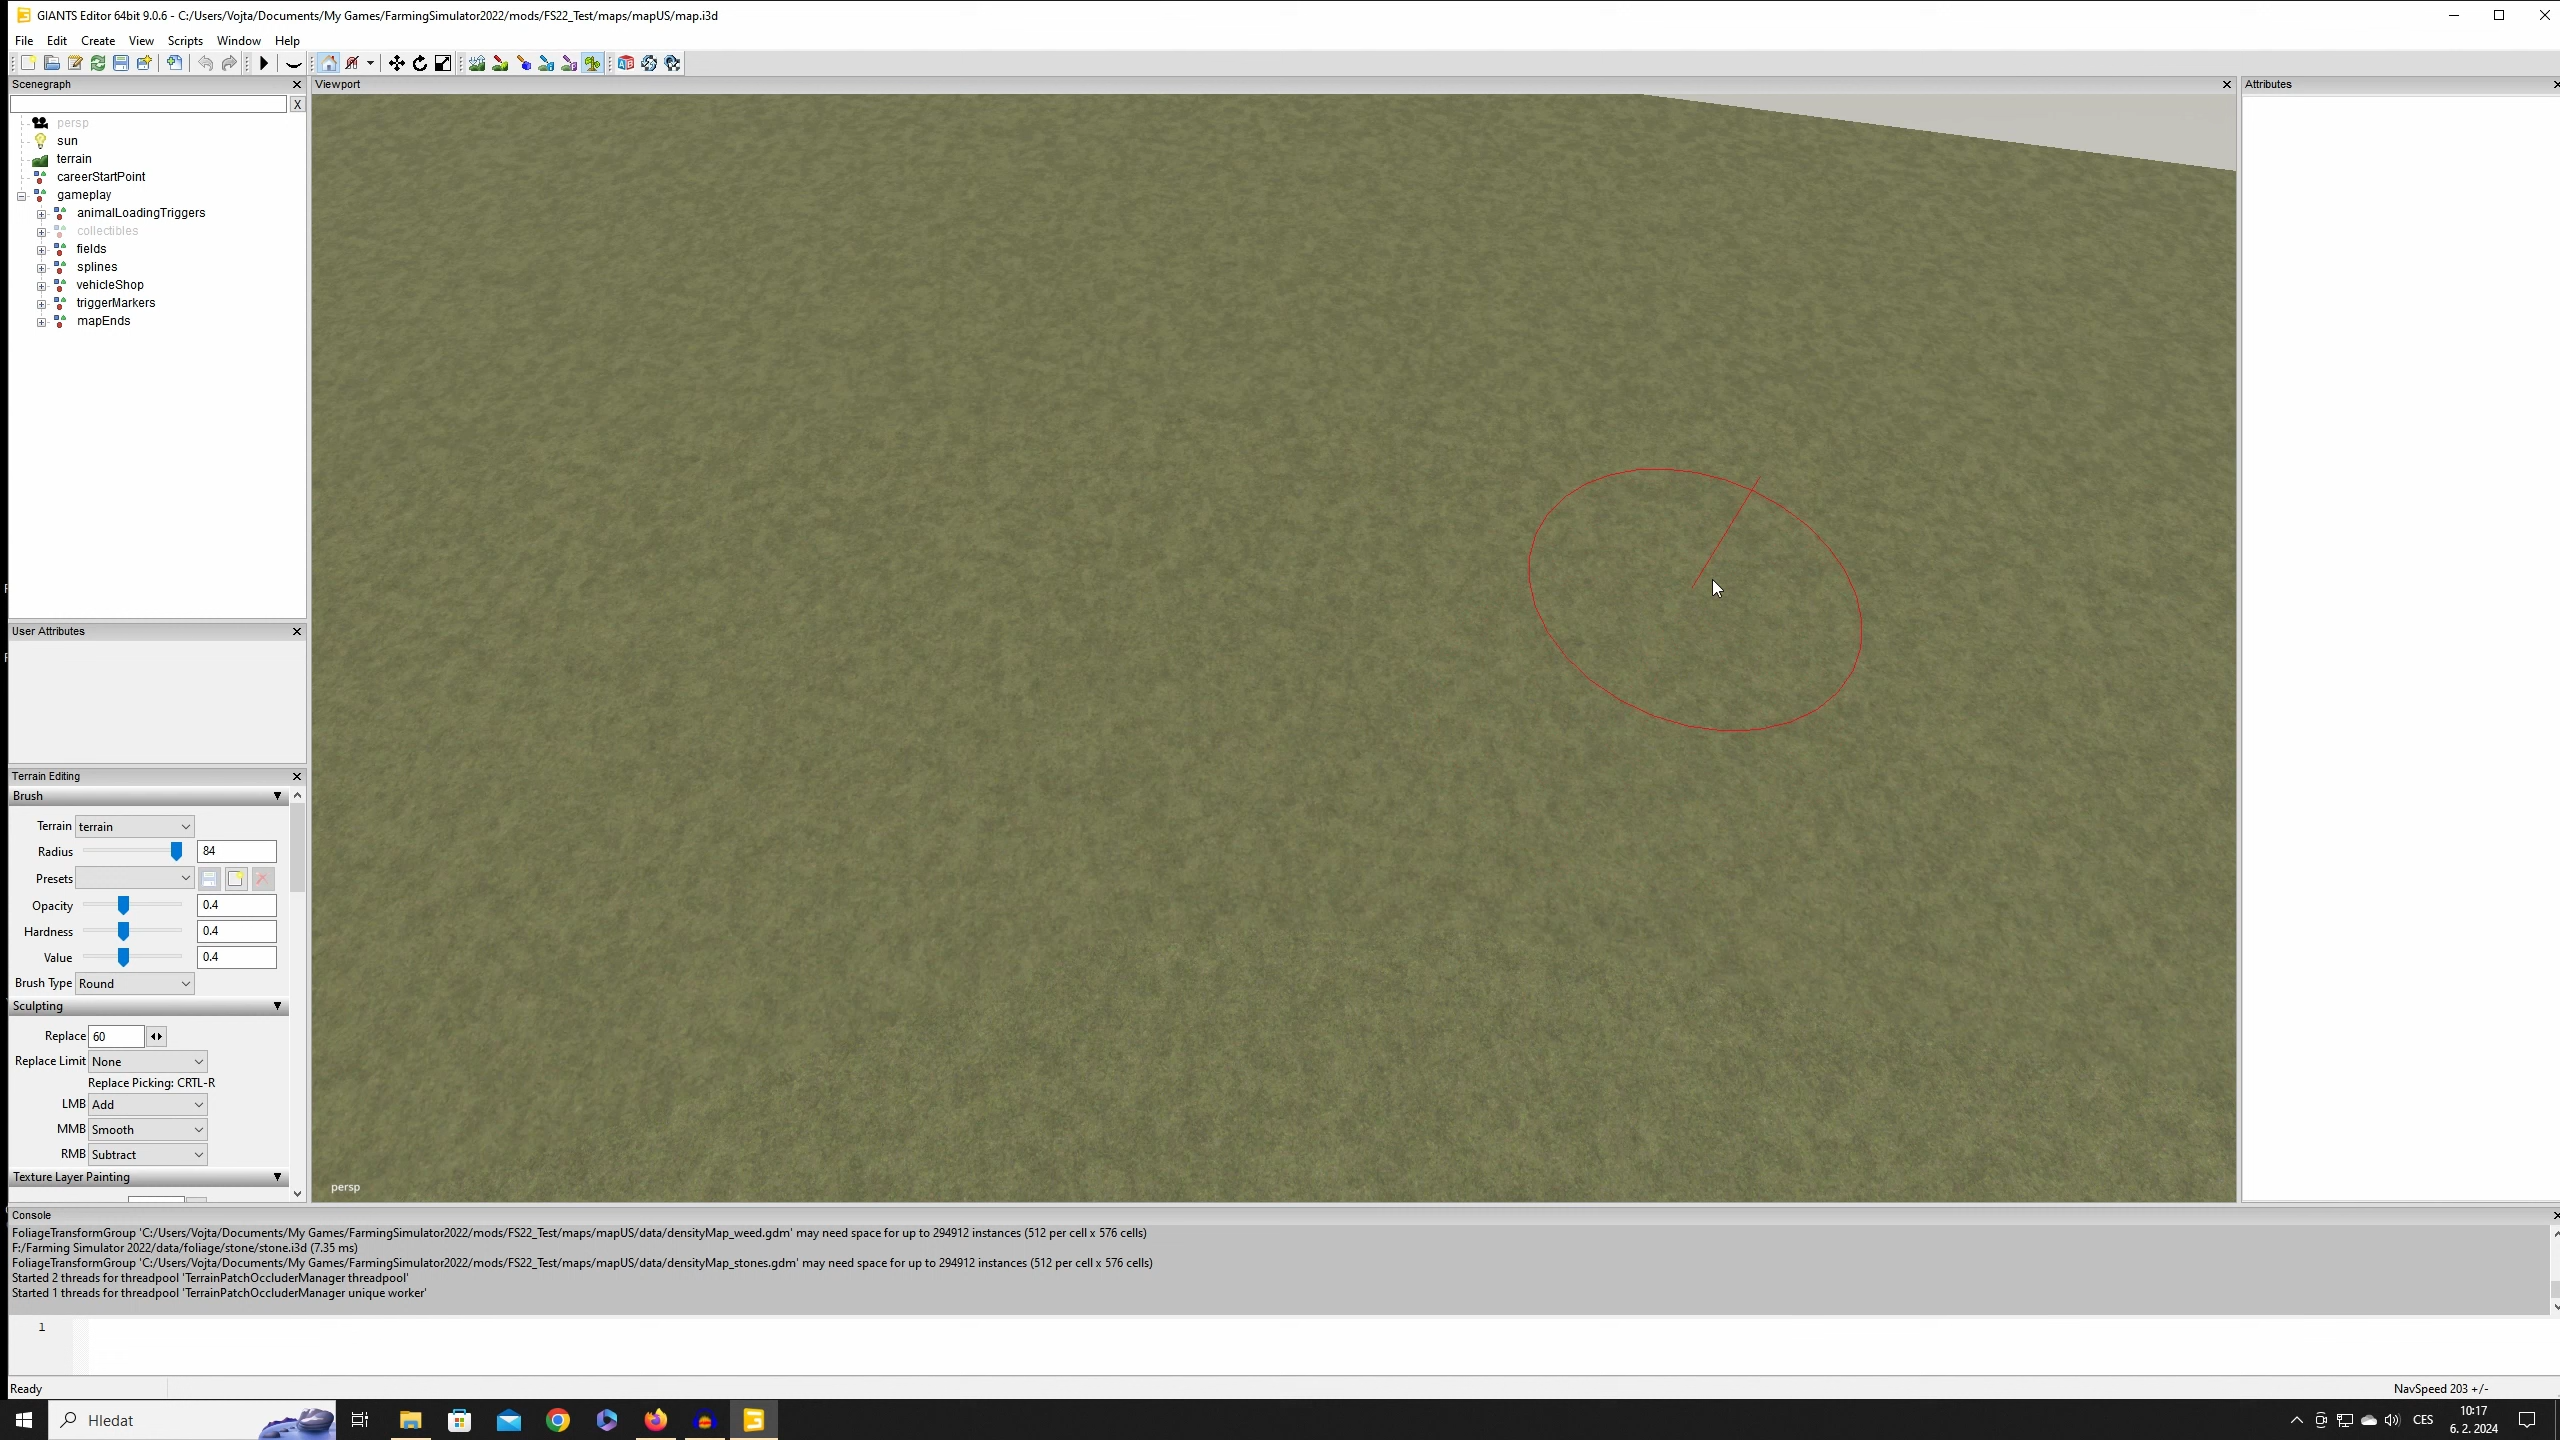 GIANTS Editor 64bit 9.0.6 - C:/Users/Vojta/Documents/My Games/FarmingSimulator2022/mods/FS22_Test/maps/mapUS/map.i3d
File Edit Create View Scripts Window Help
Scenegraph
Viewport
Attributes
X
persp
sun
terrain
careerStartPoint
gameplay
animalLoadingTriggers
collectibles
fields
splines
vehicleShop
triggerMarkers
mapEnds
User Attributes
Terrain Editing
Brush
Terrain terrain
Radius 84
Presets
Opacity 0.4
Hardness 0.4
Value 0.4
Brush Type Round
Sculpting
Replace 60
Replace Limit None
Replace Picking: CRTL-R
LMB Add
MMB Smooth
RMB Subtract
Texture Layer Painting
persp
Console
FoliageTransformGroup 'C:/Users/Vojta/Documents/My Games/FarmingSimulator2022/mods/FS22_Test/maps/mapUS/data/densityMap_weed.gdm' may need space for up to 294912 instances (512 per cell x 576 cells)
F:/Farming Simulator 2022/data/foliage/stone/stone.i3d (7.35 ms)
FoliageTransformGroup 'C:/Users/Vojta/Documents/My Games/FarmingSimulator2022/mods/FS22_Test/maps/mapUS/data/densityMap_stones.gdm' may need space for up to 294912 instances (512 per cell x 576 cells)
Started 2 threads for threadpool 'TerrainPatchOccluderManager threadpool'
Started 1 threads for threadpool 'TerrainPatchOccluderManager unique worker'
1
Ready
NavSpeed 203 +/-
Hledat
CES
10:17
6. 2. 2024